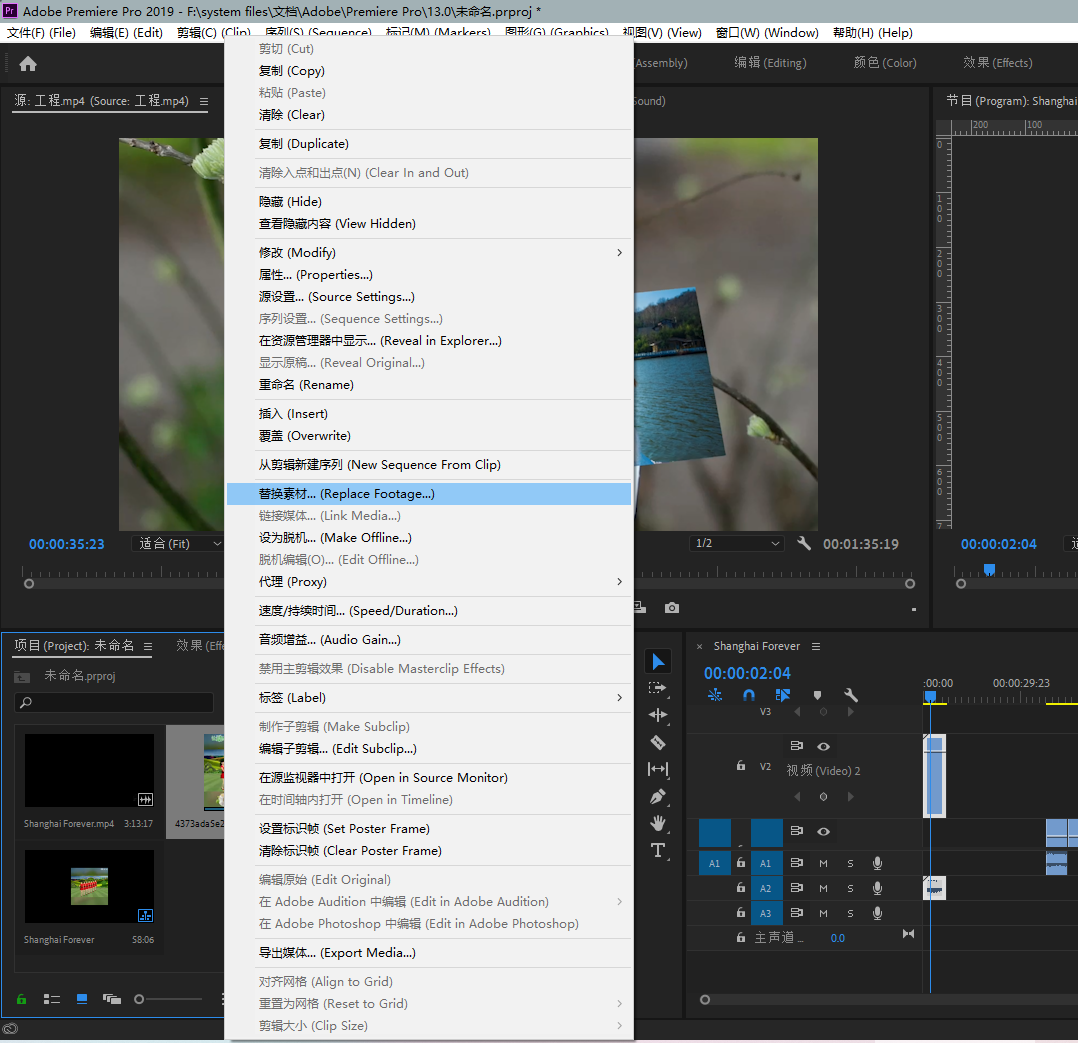 Adobe Premiere Pro 2019 - F:\system files\文档\Adobe\Premiere Pro\13.0\未命名.prproj *
文件(F) (File) 编辑(E) (Edit) 剪辑(C) (Clip) 序列(S) (Sequence) 标记(M) (Markers) 图形(G) (Graphics) 视图(V) (View) 窗口(W) (Window) 帮助(H) (Help)
Assembly) 编辑 (Editing) 颜色 (Color) 效果 (Effects)
源: 工程.mp4 (Source: 工程.mp4)
Sound)
节目 (Program): Shanghai
200 100
0
100
200
300
400
500
600
7
00:00:35:23 适合 (Fit)
1/2 00:01:35:19
00:00:02:04
剪切 (Cut)
复制 (Copy)
粘贴 (Paste)
清除 (Clear)
复制 (Duplicate)
清除入点和出点(N) (Clear In and Out)
隐藏 (Hide)
查看隐藏内容 (View Hidden)
修改 (Modify)
属性... (Properties...)
源设置... (Source Settings...)
序列设置... (Sequence Settings...)
在资源管理器中显示... (Reveal in Explorer...)
显示原稿... (Reveal Original...)
重命名 (Rename)
插入 (Insert)
覆盖 (Overwrite)
从剪辑新建序列 (New Sequence From Clip)
替换素材... (Replace Footage...)
链接媒体... (Link Media...)
设为脱机... (Make Offline...)
脱机编辑(O)... (Edit Offline...)
代理 (Proxy)
速度/持续时间... (Speed/Duration...)
音频增益... (Audio Gain...)
禁用主剪辑效果 (Disable Masterclip Effects)
标签 (Label)
制作子剪辑 (Make Subclip)
编辑子剪辑... (Edit Subclip...)
在源监视器中打开 (Open in Source Monitor)
在时间轴内打开 (Open in Timeline)
设置标识帧 (Set Poster Frame)
清除标识帧 (Clear Poster Frame)
编辑原始 (Edit Original)
在 Adobe Audition 中编辑 (Edit in Adobe Audition)
在 Adobe Photoshop 中编辑 (Edit in Adobe Photoshop)
导出媒体... (Export Media...)
对齐网格 (Align to Grid)
重置为网格 (Reset to Grid)
剪辑大小 (Clip Size)
项目 (Project): 未命名 效果 (Effe
未命名.prproj
Shanghai Forever.mp4 3:13:17 4373ada5e2
Shanghai Forever 58:06
× Shanghai Forever
00:00:02:04
:00:00 00:00:29:23
V3
V2 视频 (Video) 2
A1 A1 M S
A2 M S
A3 M S
主声道 ... 0.0